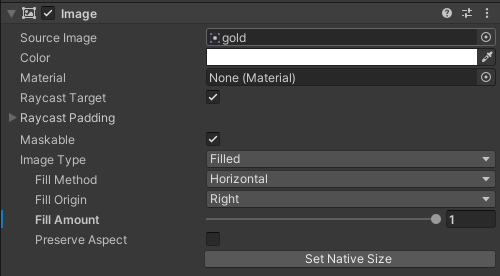 Image
Source Image gold
Color
Material None (Material)
Raycast Target
Raycast Padding
Maskable
Image Type Filled
Fill Method Horizontal
Fill Origin Right
Fill Amount 1
Preserve Aspect
Set Native Size